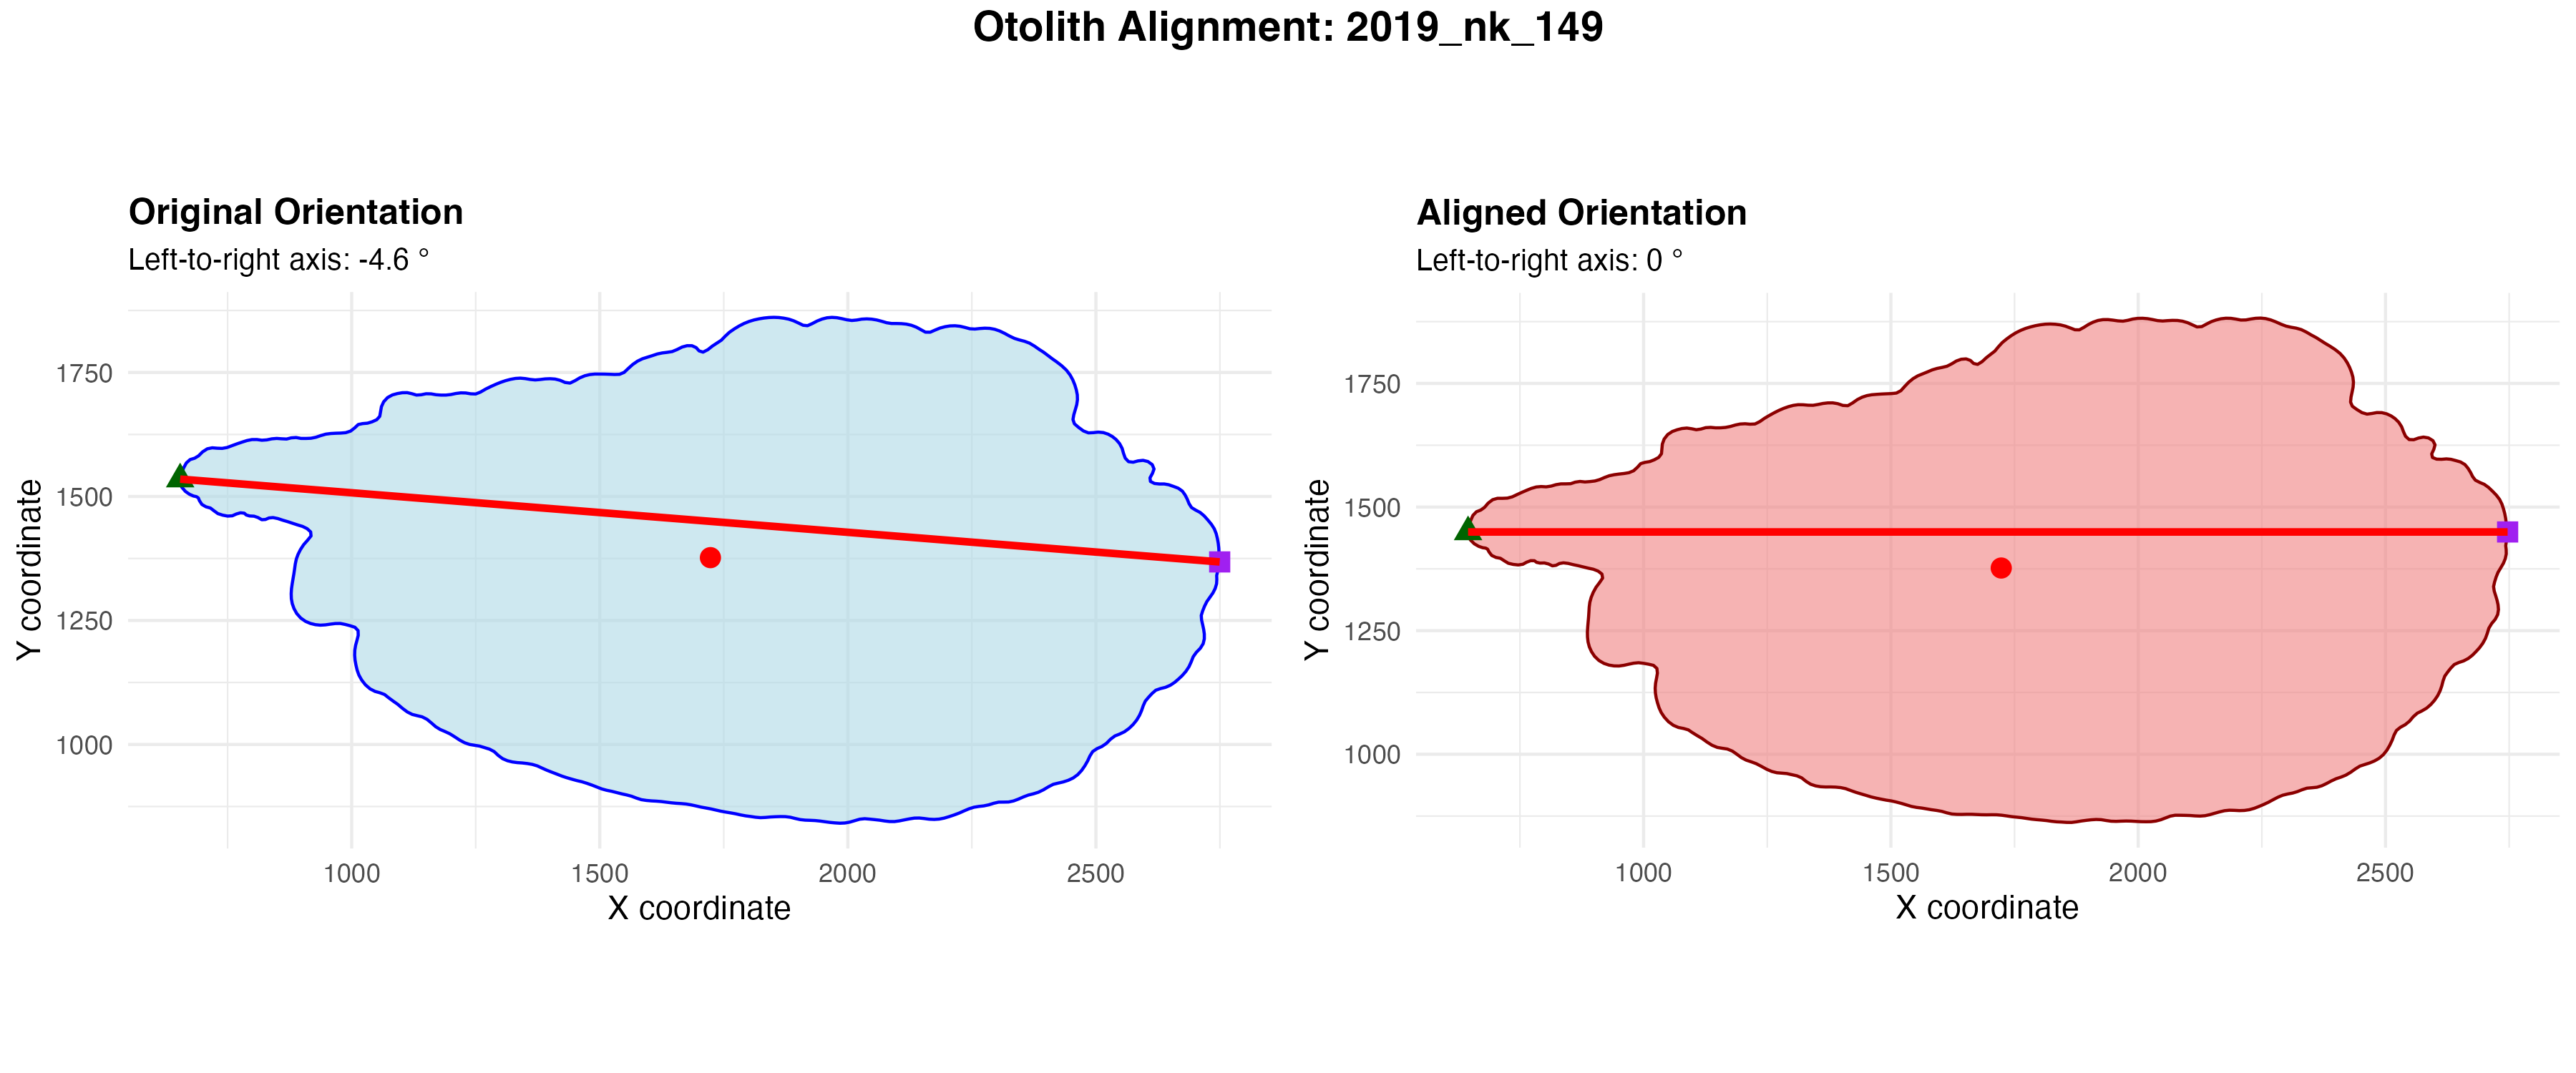 Otolith Alignment: 2019_nk_149
Original Orientation
Left-to-right axis: -4.6 °
Y coordinate
1750
1500
1250
1000
1000 1500 2000 2500
X coordinate
Aligned Orientation
Left-to-right axis: 0 °
Y coordinate
1750
1500
1250
1000
1000 1500 2000 2500
X coordinate